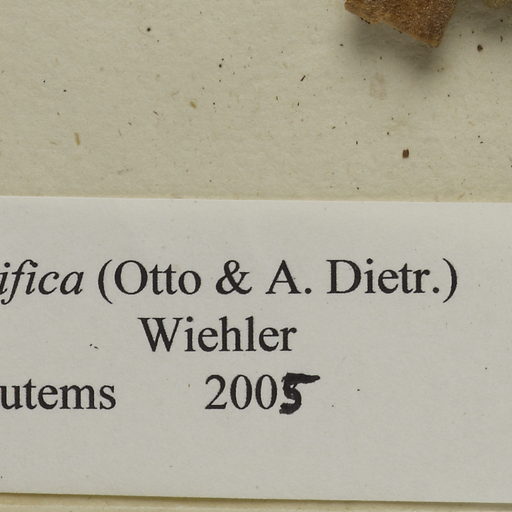 ifica (Otto & A. Dietr.)
Wiehler
utems 2005